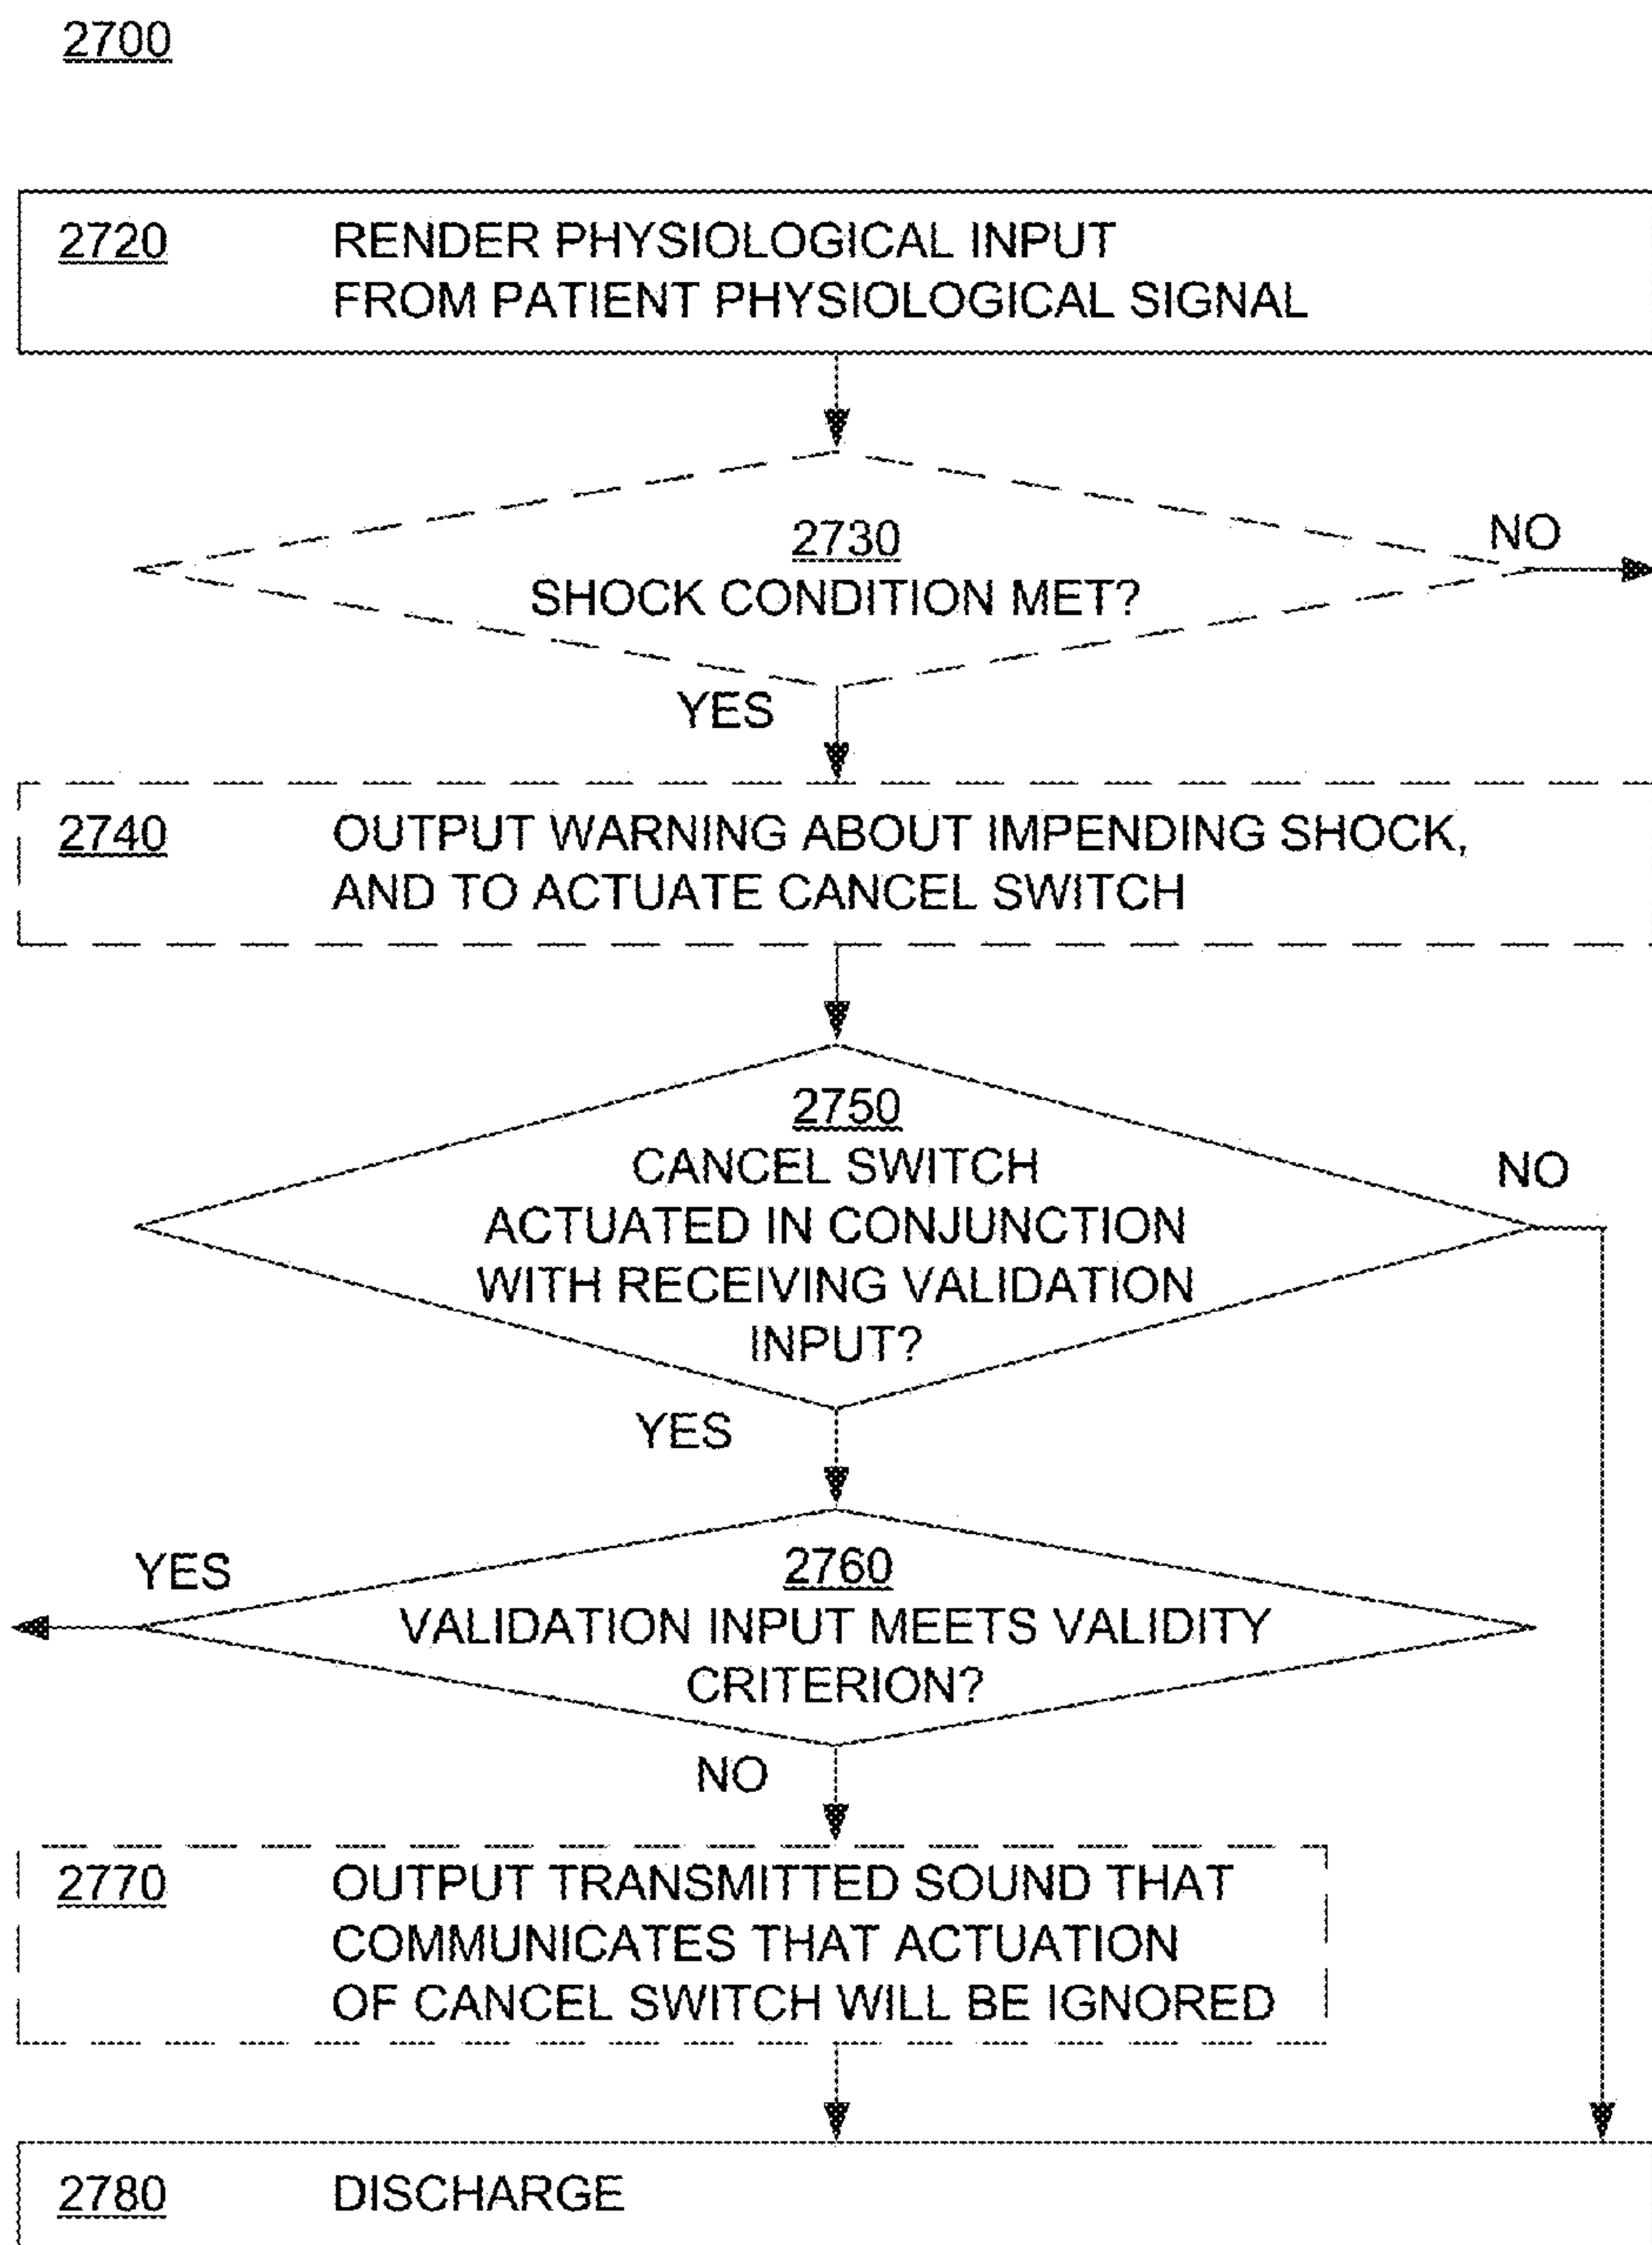 2700
2720 RENDER PHYSIOLOGICAL INPUT
FROM PATIENT PHYSIOLOGICAL SIGNAL
2730
NO
SHOCK CONDITION MET?
YES
2740 OUTPUT WARNING ABOUT IMPENDING SHOCK,
AND TO ACTUATE CANCEL SWITCH
2750
CANCEL SWITCH
NO
ACTUATED IN CONJUNCTION
WITH RECEIVING VALIDATION
INPUT?
YES
2760
YES
VALIDATION INPUT MEETS VALIDITY
CRITERION?
NO
2770 OUTPUT TRANSMITTED SOUND THAT
COMMUNICATES THAT ACTUATION
OF CANCEL SWITCH WILL BE IGNORED
2780 DISCHARGE